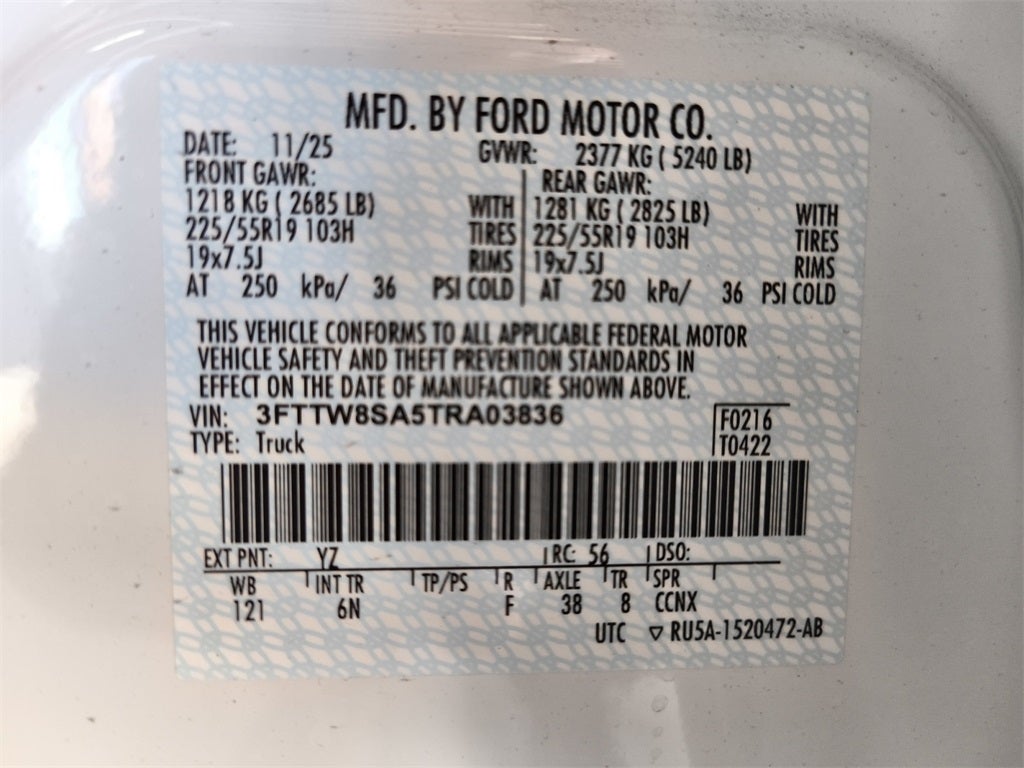 MFD. BY FORD MOTOR CO.
DATE: 11/25 GVWR: 2377 KG ( 5240 LB)
FRONT GAWR: REAR GAWR:
1218 KG ( 2685 LB) WITH 1281 KG ( 2825 LB) WITH
225/55R19 103H TIRES 225/55R19 103H TIRES
19x7.5J RIMS 19x7.5J RIMS
AT 250 kPa/ 36 PSI COLD AT 250 kPa/ 36 PSI COLD
THIS VEHICLE CONFORMS TO ALL APPLICABLE FEDERAL MOTOR
VEHICLE SAFETY AND THEFT PREVENTION STANDARDS IN
EFFECT ON THE DATE OF MANUFACTURE SHOWN ABOVE.
VIN: 3FTTW8SA5TRA03836 F0216
TYPE: Truck T0422
EXT PNT: YZ RC: 56 DSO:
WB INT TR TP/PS R AXLE TR SPR
121 6N F 38 8 CCNX
UTC ▽ RU5A-1520472-AB